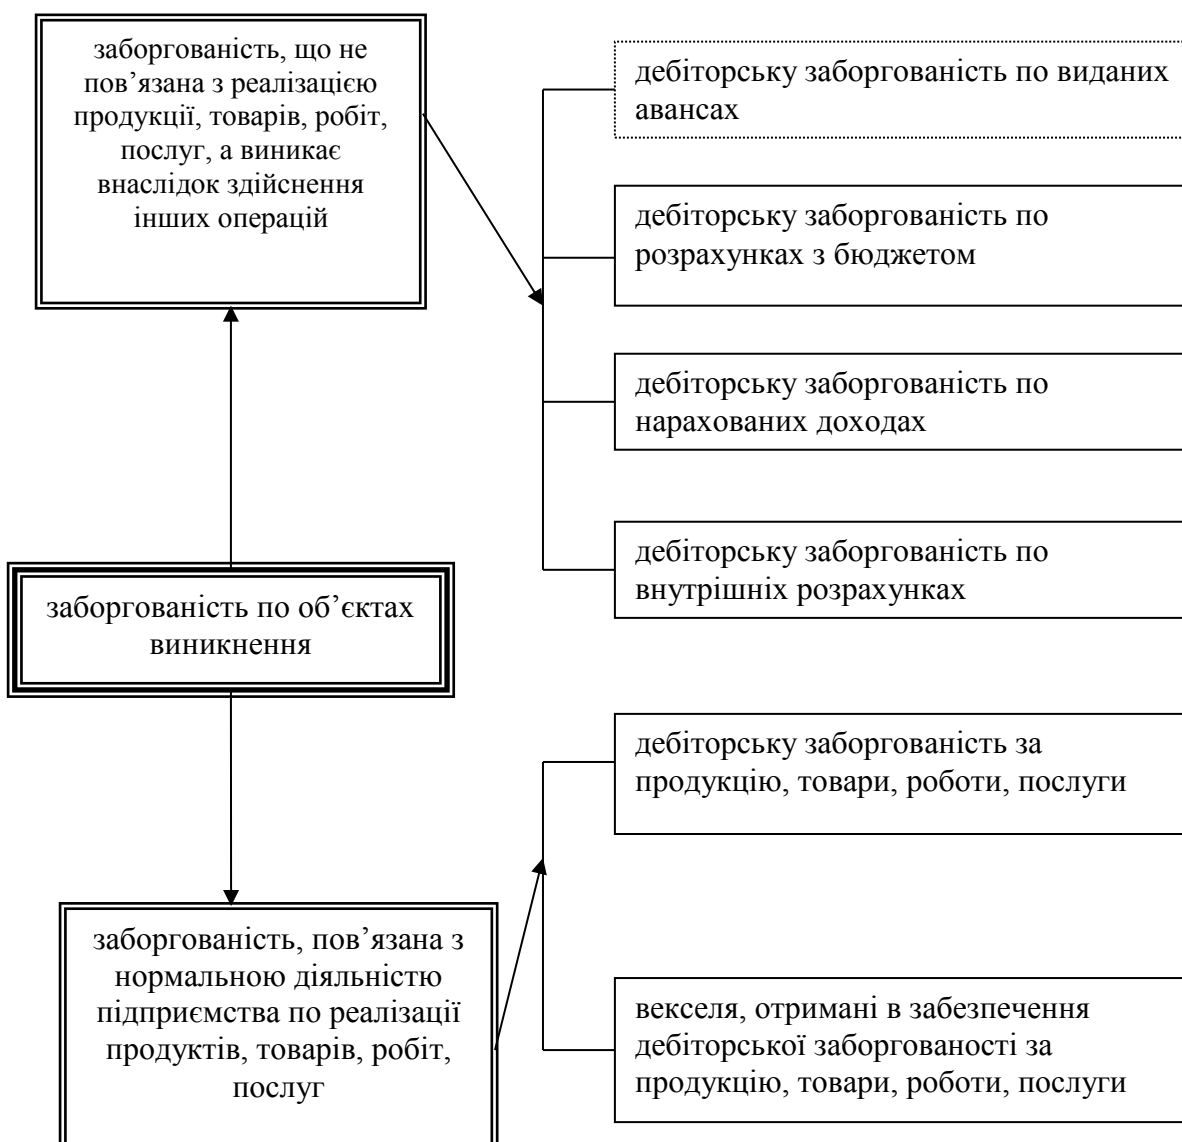 заборгованість, що не
пов’язана з реалізацією
продукції, товарів, робіт,
послуг, а виникає
внаслідок здійснення
інших операцій
дебіторську заборгованість по виданих
авансах
дебіторську заборгованість по
розрахунках з бюджетом
дебіторську заборгованість по
нарахованих доходах
дебіторську заборгованість по
внутрішніх розрахунках
заборгованість по об’єктах
виникнення
дебіторську заборгованість за
продукцію, товари, роботи, послуги
заборгованість, пов’язана з
нормальною діяльністю
підприємства по реалізації
продуктів, товарів, робіт,
послуг
векселя, отримані в забезпечення
дебіторської заборгованості за
продукцію, товари, роботи, послуги